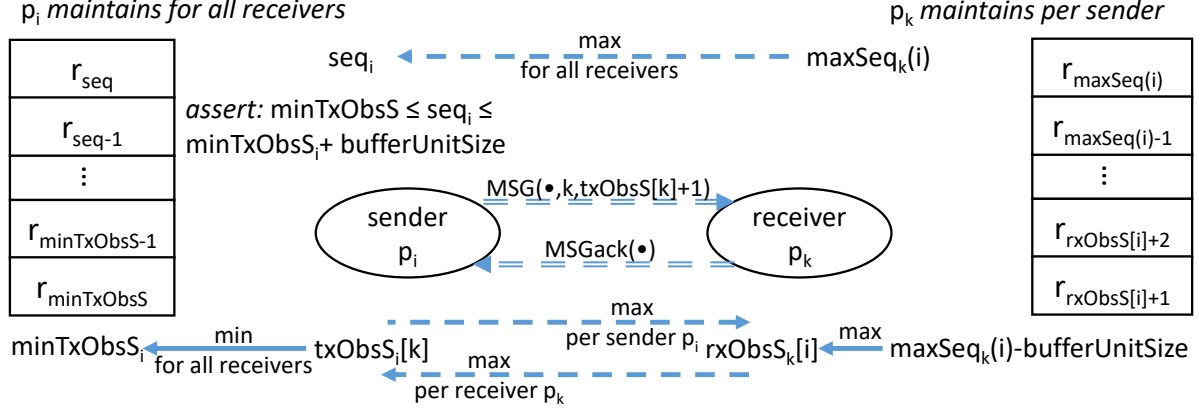 pi maintains for all receivers
pk maintains per sender
rseq
rseq-1
⋮
rminTxObsS-1
rminTxObsS
seqi
max
for all receivers
maxSeqk(i)
assert: minTxObsS ≤ seqi ≤
minTxObsSi+ bufferUnitSize
MSG(•,k,txObsS[k]+1)
sender
pi
receiver
pk
MSGack(•)
rmaxSeq(i)
rmaxSeq(i)-1
⋮
rrxObsS[i]+2
rrxObsS[i]+1
max
per sender pi
minTxObsSi
min
for all receivers
txObsSi[k]
max
per receiver pk
rxObsSk[i]
max
maxSeqk(i)-bufferUnitSize